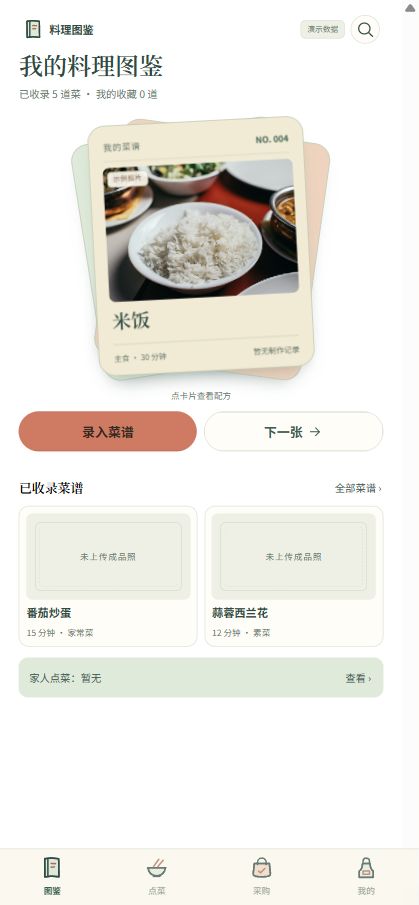 料理图鉴
演示数据
我的料理图鉴
已收录 5 道菜 · 我的收藏 0 道
我的菜谱
NO. 004
示例照片
米饭
主食 · 30 分钟
暂无制作记录
点卡片查看配方
录入菜谱
下一张 →
已收录菜谱
全部菜谱 ›
未上传成品照
未上传成品照
番茄炒蛋
蒜蓉西兰花
15 分钟 · 家常菜
12 分钟 · 素菜
家人点菜：暂无
查看 ›
图鉴
点菜
采购
我的